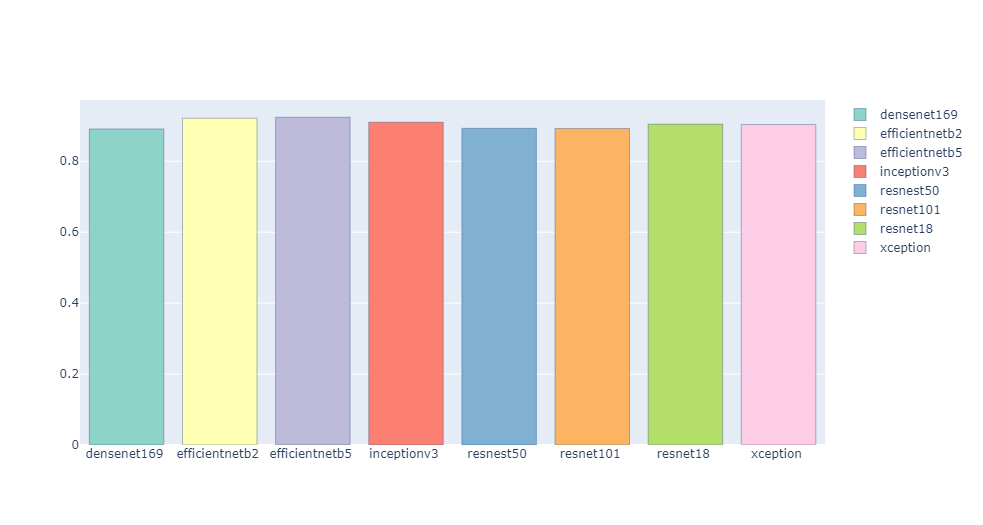 0.8
0.6
0.4
0.2
0
densenet169 efficientnetb2 efficientnetb5 inceptionv3 resnest50 resnet101 resnet18 xception
densenet169
efficientnetb2
efficientnetb5
inceptionv3
resnest50
resnet101
resnet18
xception